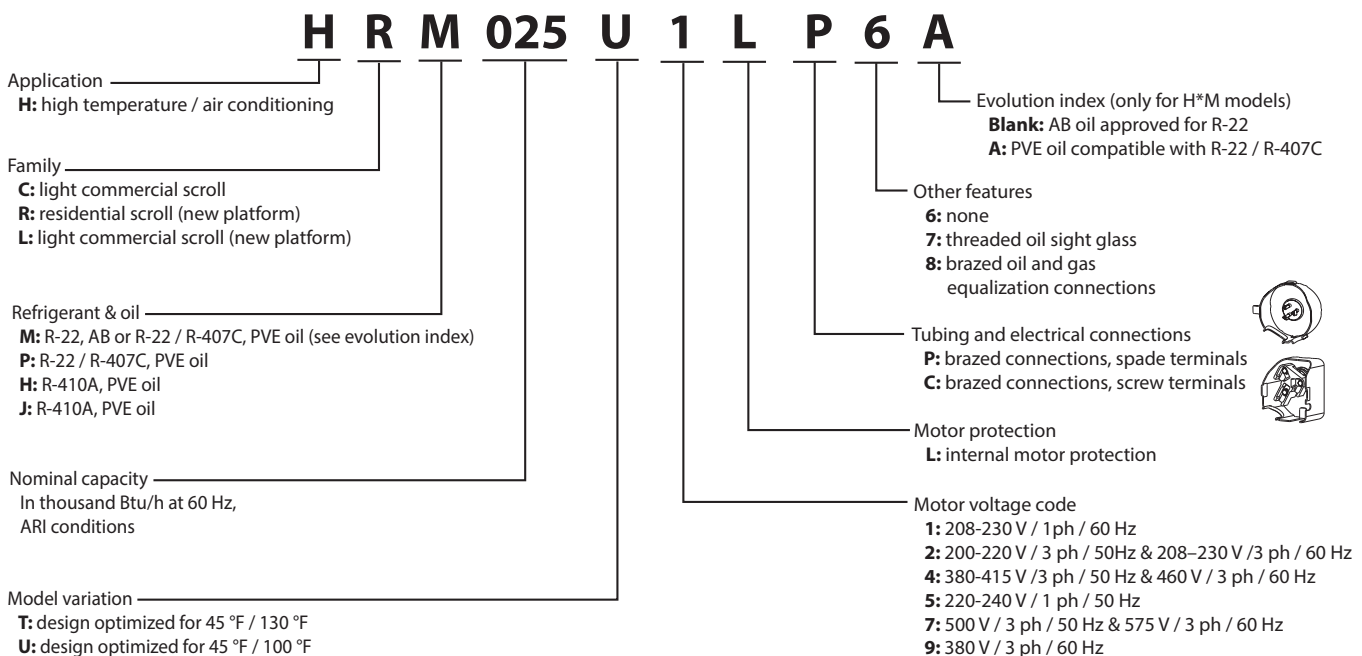 H R M 025 U 1 L P 6 A
Application
H: high temperature / air conditioning
Family
C: light commercial scroll
R: residential scroll (new platform)
L: light commercial scroll (new platform)
Refrigerant & oil
M: R-22, AB or R-22 / R-407C, PVE oil (see evolution index)
P: R-22 / R-407C, PVE oil
H: R-410A, PVE oil
J: R-410A, PVE oil
Nominal capacity
In thousand Btu/h at 60 Hz,
ARI conditions
Model variation
T: design optimized for 45 °F / 130 °F
U: design optimized for 45 °F / 100 °F
Evolution index (only for H*M models)
Blank: AB oil approved for R-22
A: PVE oil compatible with R-22 / R-407C
Other features
6: none
7: threaded oil sight glass
8: brazed oil and gas
equalization connections
Tubing and electrical connections
P: brazed connections, spade terminals
C: brazed connections, screw terminals
Motor protection
L: internal motor protection
Motor voltage code
1: 208-230 V / 1ph / 60 Hz
2: 200-220 V / 3 ph / 50Hz & 208–230 V /3 ph / 60 Hz
4: 380-415 V /3 ph / 50 Hz & 460 V / 3 ph / 60 Hz
5: 220-240 V / 1 ph / 50 Hz
7: 500 V / 3 ph / 50 Hz & 575 V / 3 ph / 60 Hz
9: 380 V / 3 ph / 60 Hz